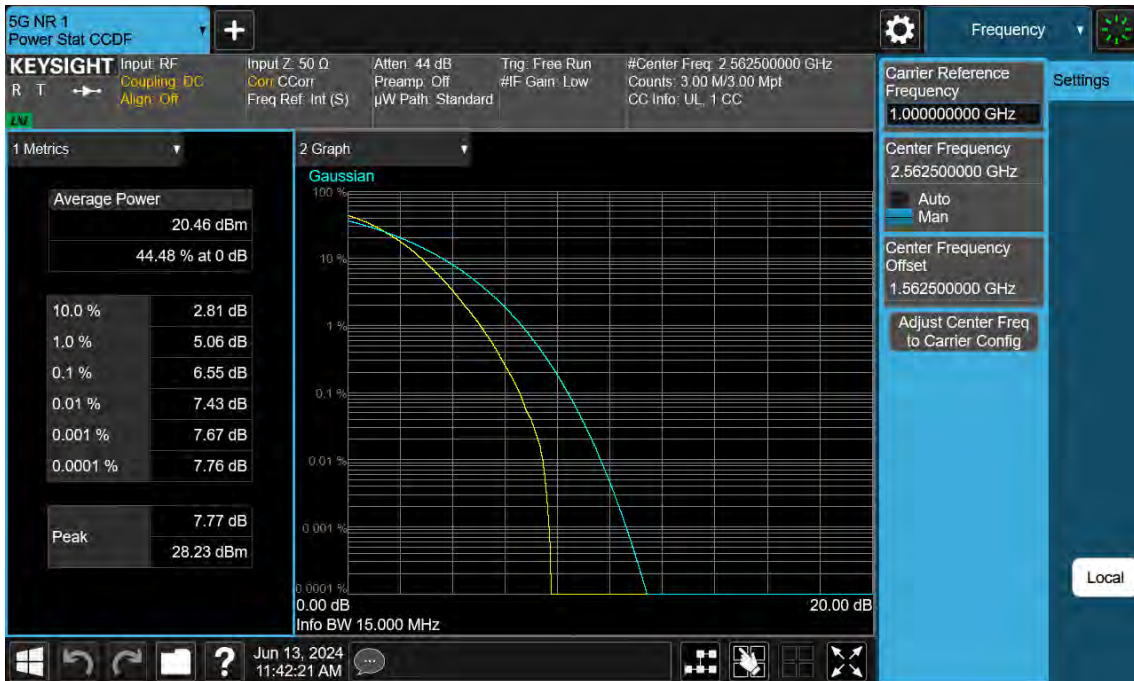 5G NR 1
Power Stat CCDF
+
Frequency
KEYSIGHT
R T
Input: RF
Coupling: DC
Align: Off
Input Z: 50 Ω
Corr CCorr
Freq Ref: Int (S)
Atten: 44 dB
Preamp: Off
µW Path: Standard
Trig: Free Run
#IF Gain: Low
#Center Freq: 2.562500000 GHz
Counts: 3.00 M/3.00 Mpt
CC Info: UL, 1 CC
1 Metrics
Average Power
20.46 dBm
44.48 % at 0 dB
10.0 % 2.81 dB
1.0 % 5.06 dB
0.1 % 6.55 dB
0.01 % 7.43 dB
0.001 % 7.67 dB
0.0001 % 7.76 dB
Peak
7.77 dB
28.23 dBm
2 Graph
Gaussian
100 %
10 %
1 %
0.1 %
0.01 %
0.001 %
0.0001 %
0.00 dB 20.00 dB
Info BW 15.000 MHz
Carrier Reference
Frequency
1.000000000 GHz
Center Frequency
2.562500000 GHz
Auto
Man
Center Frequency
Offset
1.562500000 GHz
Adjust Center Freq
to Carrier Config
Settings
Local
?
Jun 13, 2024
11:42:21 AM